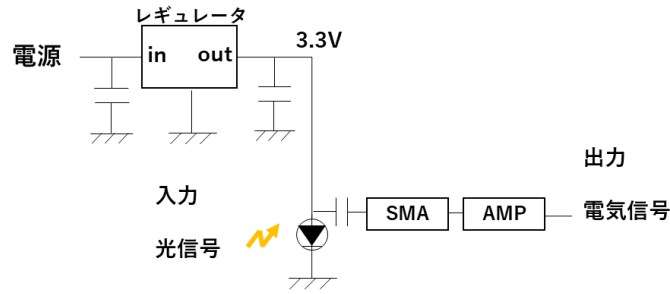 レギュレータ
電源
in
out
3.3V
入力
光信号
SMA
AMP
出力
電気信号